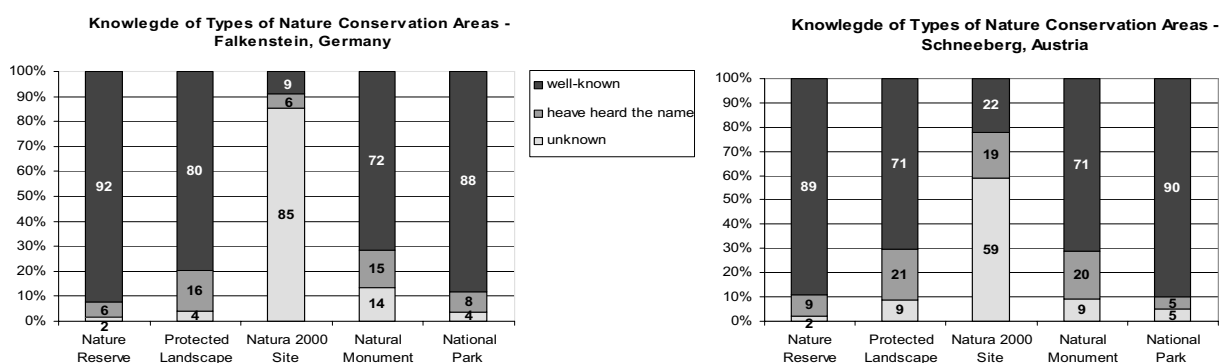 Knowlegde of Types of Nature Conservation Areas -
Falkenstein, Germany
100%
90%
80%
70%
60%
50%
40%
30%
20%
10%
0%
9
6
85
92
80
72
88
6
16
15
8
2
4
14
4
Nature
Reserve
Protected
Landscape
Natura 2000
Site
Natural
Monument
National
Park
well-known
heave heard the name
unknown
Knowlegde of Types of Nature Conservation Areas -
Schneeberg, Austria
100%
90%
80%
70%
60%
50%
40%
30%
20%
10%
0%
22
19
59
89
71
71
90
9
21
20
5
2
9
9
5
Nature
Reserve
Protected
Landscape
Natura 2000
Site
Natural
Monument
National
Park